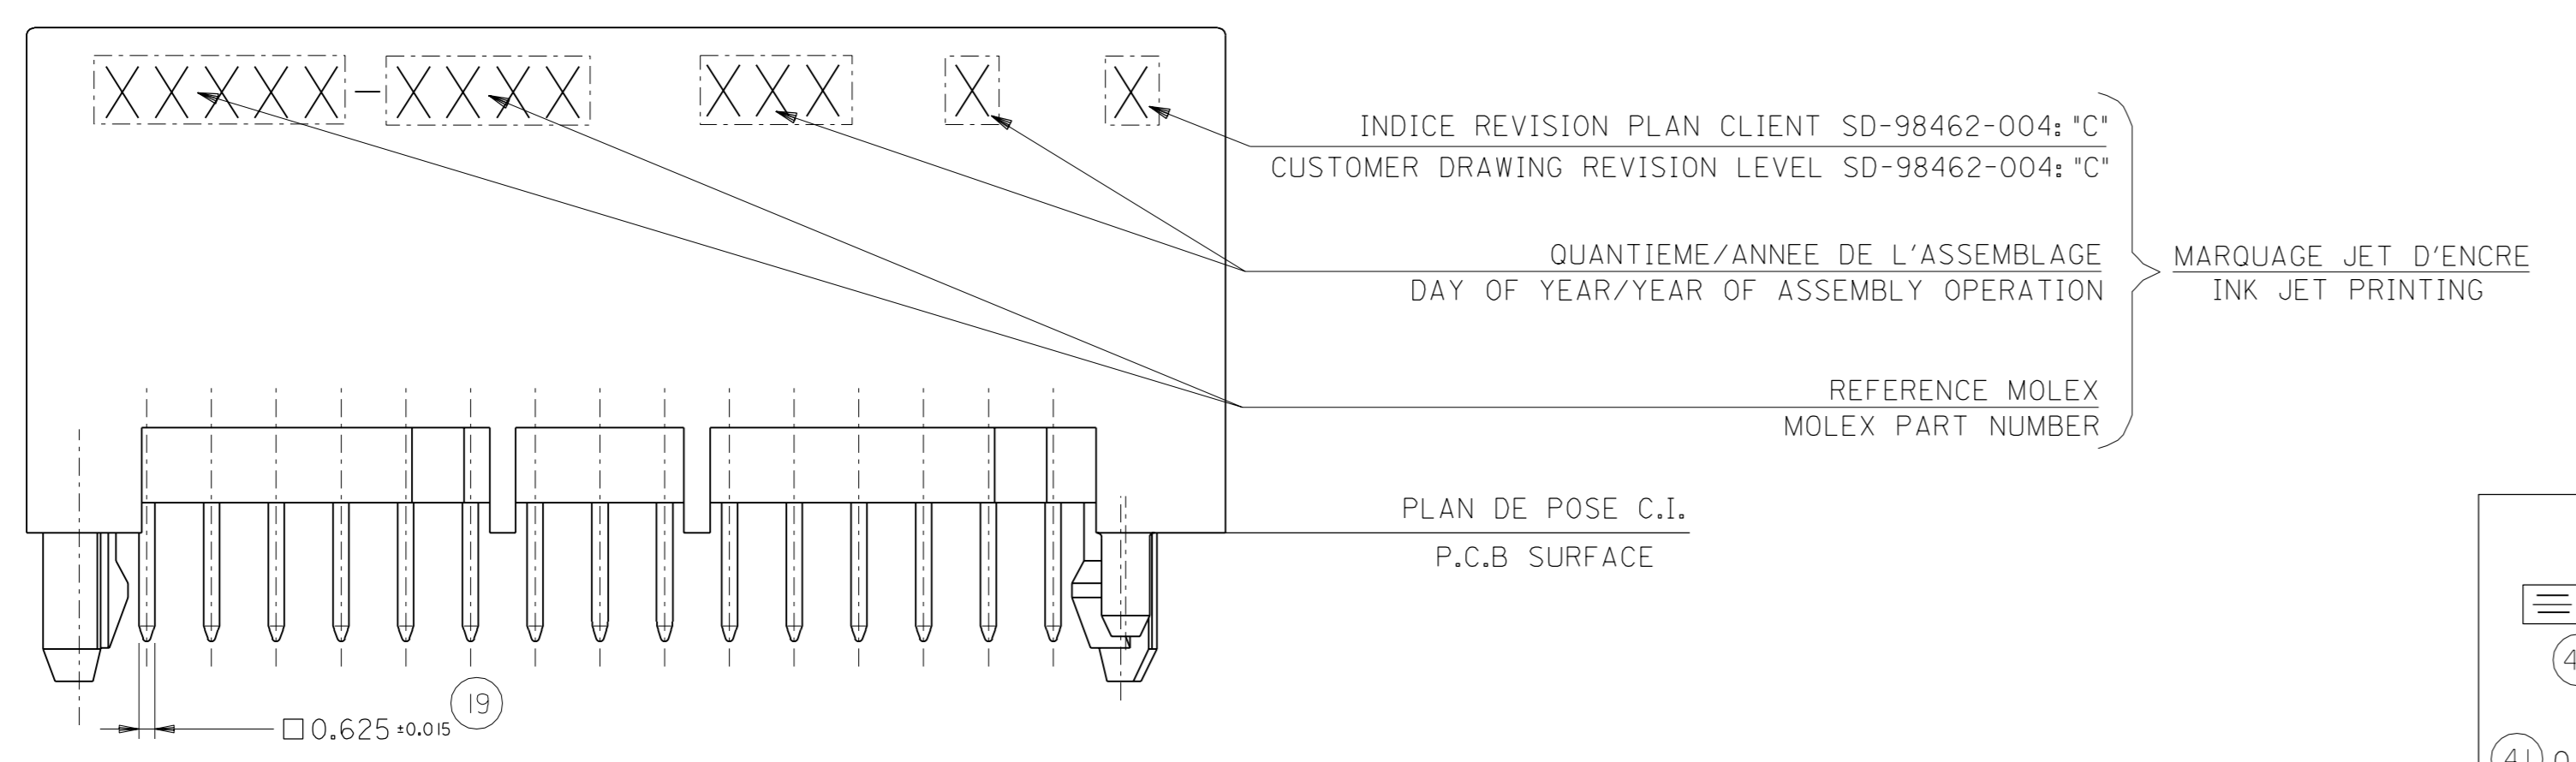 XXXXX-XXXX XXX X X
INDICE REVISION PLAN CLIENT SD-98462-004:"C"
CUSTOMER DRAWING REVISION LEVEL SD-98462-004:"C"
QUANTIEME/ANNEE DE L'ASSEMBLAGE
DAY OF YEAR/YEAR OF ASSEMBLY OPERATION
MARQUAGE JET D'ENCRE
INK JET PRINTING
REFERENCE MOLEX
MOLEX PART NUMBER
PLAN DE POSE C.I.
P.C.B SURFACE
19
□0.625 ±0.015
41